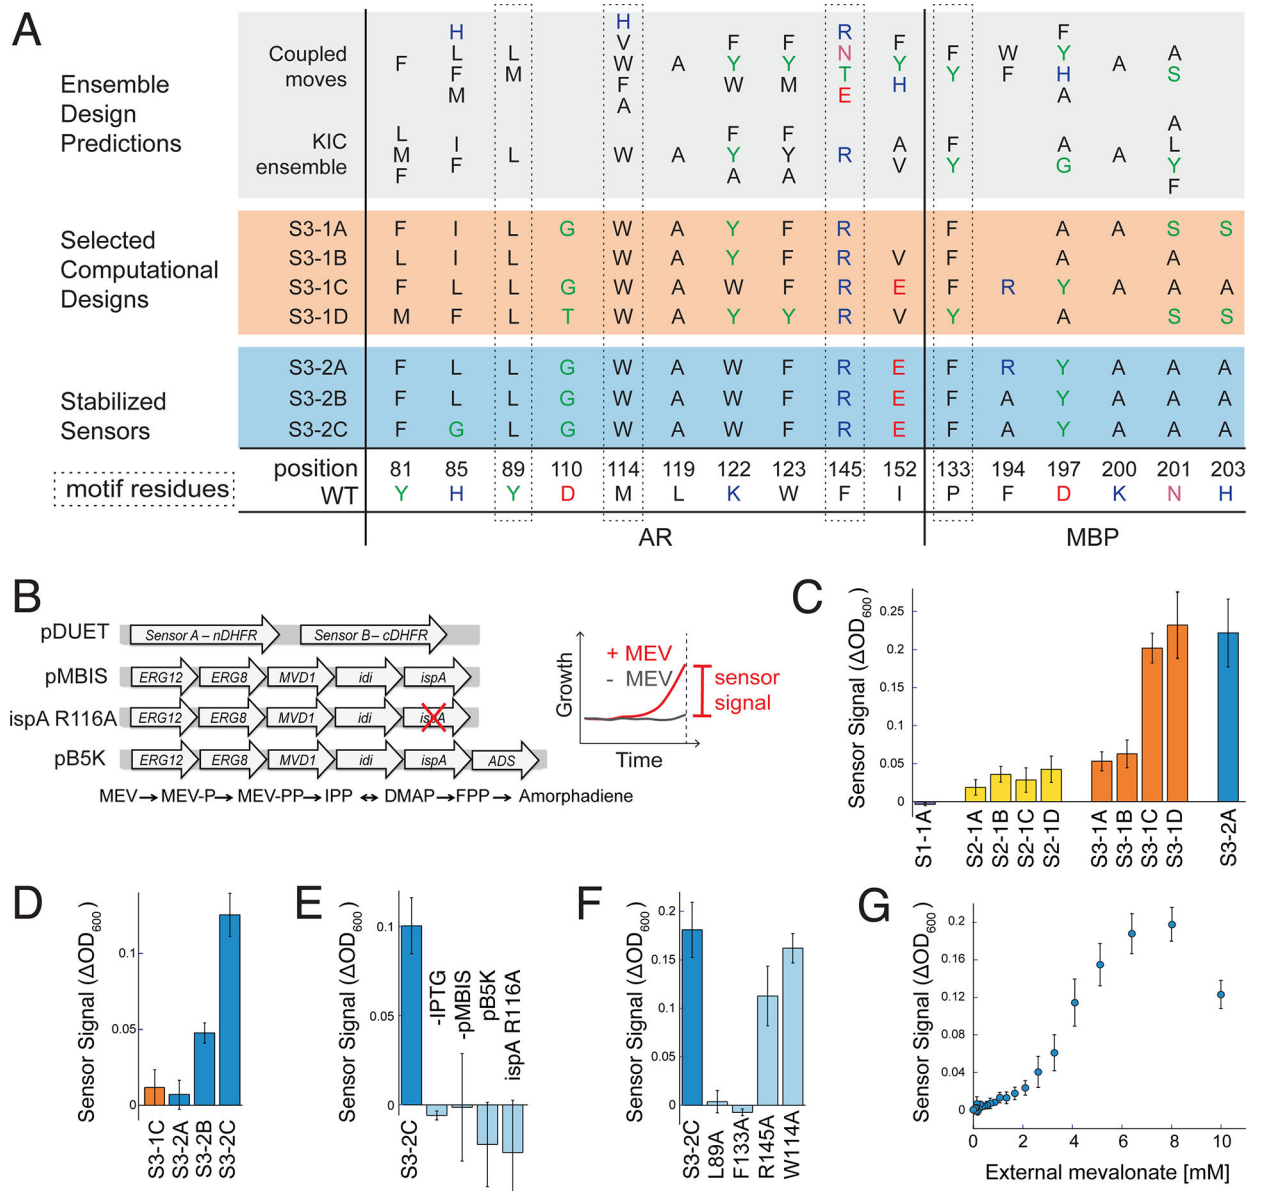 A
Ensemble
Design
Predictions
Coupled
moves
F
H
L
F
M
L
M
H
V
W
F
A
A
F
Y
W
F
Y
M
R
N
T
E
F
Y
H
F
Y
W
F
F
Y
H
A
A
A
S
KIC
ensemble
L
M
F
I
F
L
W
A
F
Y
A
F
Y
A
R
A
V
F
Y
A
G
A
A
L
Y
F
Selected
Computational
Designs
S3-1A F I L G W A Y F R F A A S S
S3-1B L I L W A Y F R V F A A
S3-1C F L L G W A W F R E F R Y A A A
S3-1D M F L T W A Y Y R V Y A S S
Stabilized
Sensors
S3-2A F L L G W A W F R E F R Y A A A
S3-2B F L L G W A W F R E F A Y A A A
S3-2C F G L G W A W F R E F A Y A A A
motif residues
position 81 85 89 110 114 119 122 123 145 152 133 194 197 200 201 203
WT Y H Y D M L K W F I P F D K N H
AR MBP
B
pDUET Sensor A – nDHFR Sensor B– cDHFR
pMBIS ERG12 ERG8 MVD1 idi ispA
ispA R116A ERG12 ERG8 MVD1 idi ispA
pB5K ERG12 ERG8 MVD1 idi ispA ADS
MEV→MEV-P→MEV-PP→IPP ↔ DMAP→FPP→ Amorphadiene
Growth
+ MEV
- MEV
sensor
signal
Time
C
Sensor Signal (ΔOD600)
0.25
0.2
0.15
0.1
0.05
0
S1-1A
S2-1A
S2-1B
S2-1C
S2-1D
S3-1A
S3-1B
S3-1C
S3-1D
S3-2A
D
Sensor Signal (ΔOD600)
0.1
0.05
0
S3-1C
S3-2A
S3-2B
S3-2C
E
Sensor Signal (ΔOD600)
0.1
0.05
0
S3-2C
-IPTG
-pMBIS
pB5K
ispA R116A
F
Sensor Signal (ΔOD600)
0.2
0.15
0.1
0.05
0
S3-2C
L89A
F133A
R145A
W114A
G
Sensor Signal (ΔOD600)
0.2
0.16
0.12
0.08
0.04
0
0 2 4 6 8 10
External mevalonate [mM]